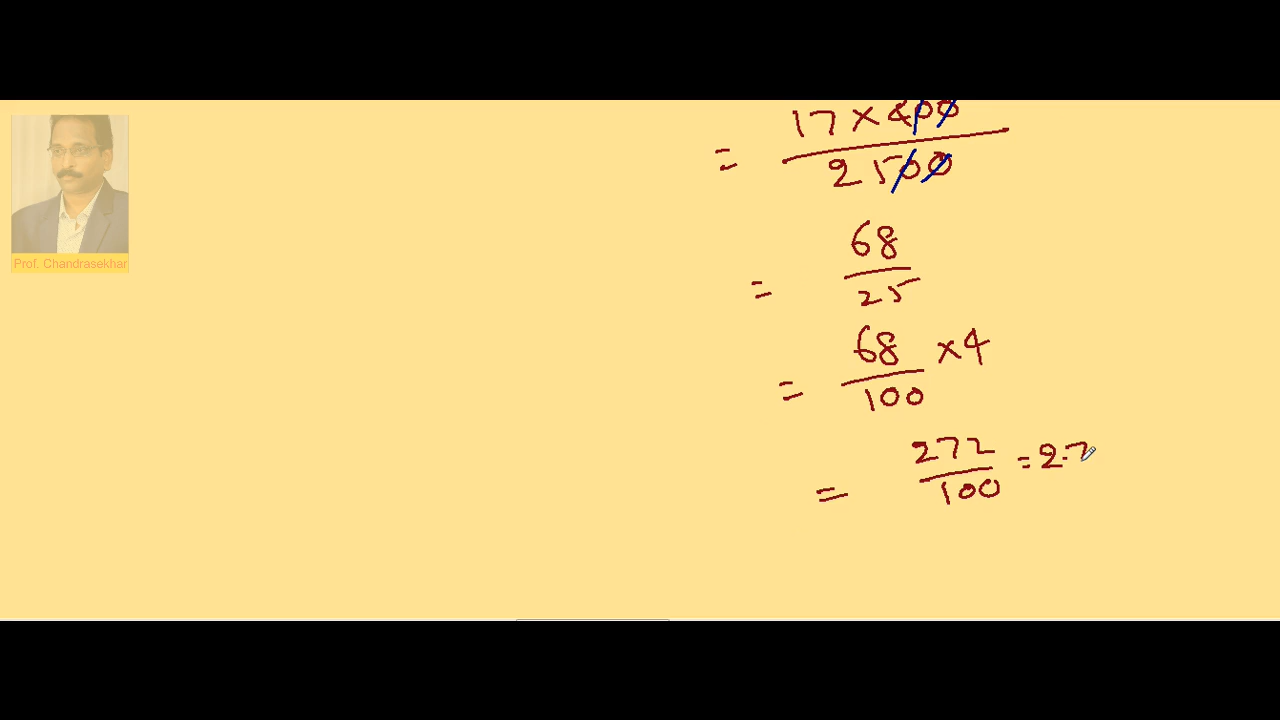 = 17 × 400 / 2500
Prof. Chandrasekhar
= 68 / 25
= 68 / 100 × 4
= 272 / 100 = 2.7